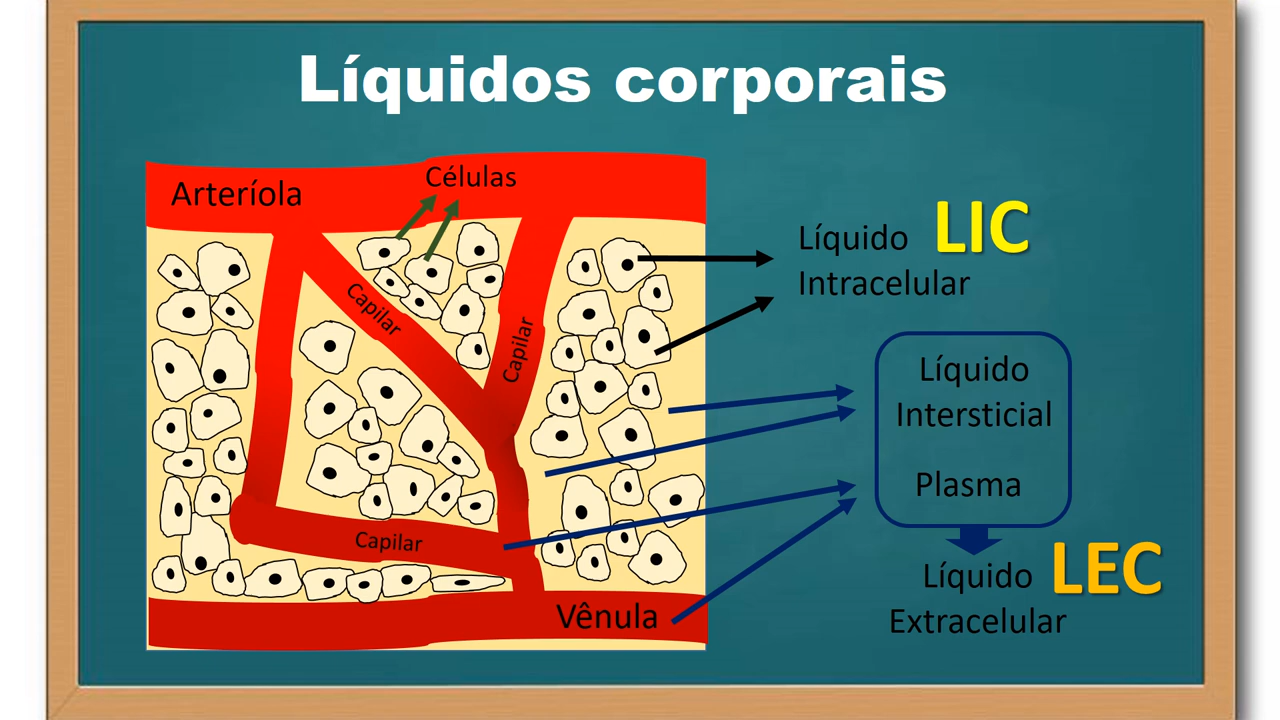 Líquidos corporais
Arteríola
Células
Capilar
Capilar
Capilar
Vênula
Líquido LIC
Intracelular
Líquido
Intersticial
Plasma
Líquido LEC
Extracelular